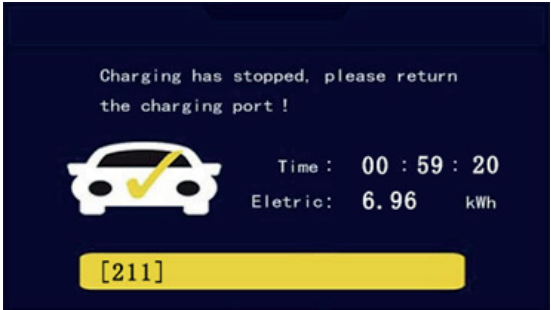 Charging has stopped, please return
the charging port !
Time : 00 : 59 : 20
Eletric: 6.96 kWh
[211]